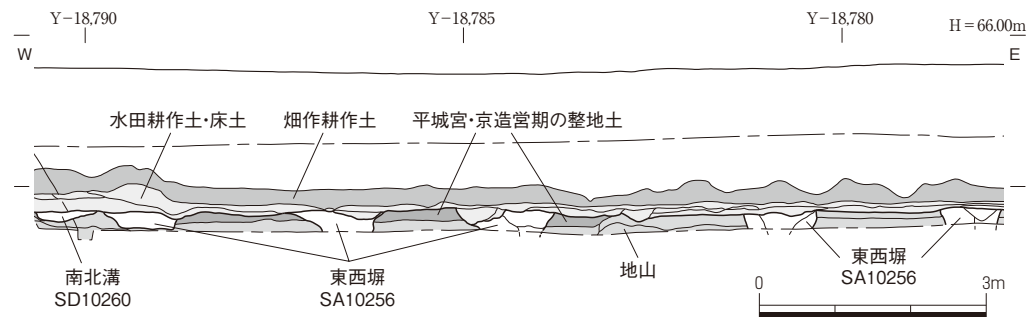 Y－18,790
Y－18,785
Y－18,780
H＝66.00m
W
E
水田耕作土・床土
畑作耕作土
平城宮・京造営期の整地土
南北溝
SD10260
東西塀
SA10256
地山
東西塀
SA10256
0
3m